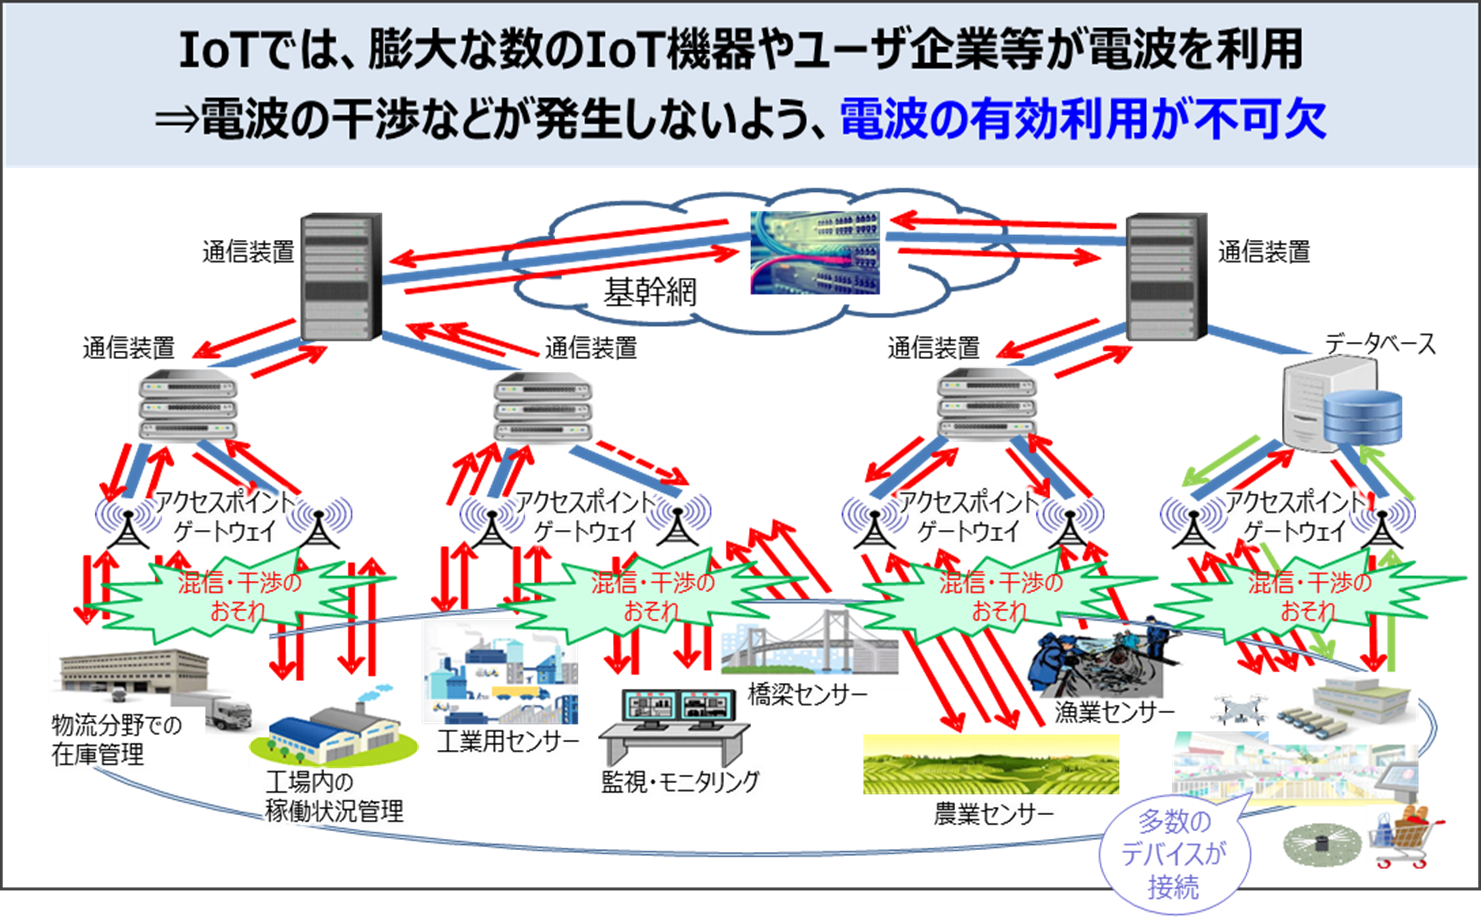 IoTでは、膨大な数のIoT機器やユーザ企業等が電波を利用
⇒電波の干渉などが発生しないよう、電波の有効利用が不可欠
通信装置
基幹網
通信装置
通信装置
通信装置
通信装置
データベース
アクセスポイント
ゲートウェイ
アクセスポイント
ゲートウェイ
アクセスポイント
ゲートウェイ
アクセスポイント
ゲートウェイ
混信・干渉の
おそれ
混信・干渉の
おそれ
混信・干渉の
おそれ
混信・干渉の
おそれ
物流分野での
在庫管理
工場内の
稼働状況管理
工業用センサー
監視・モニタリング
橋梁センサー
農業センサー
漁業センサー
多数の
デバイスが
接続